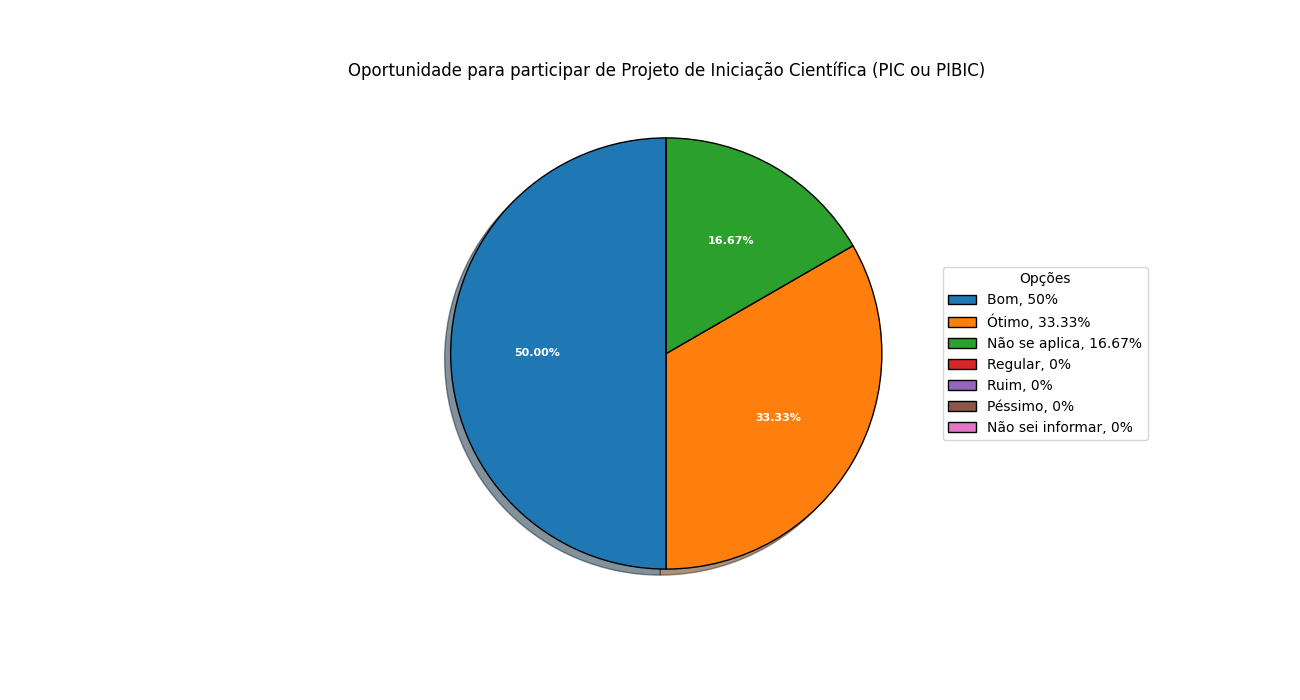 Oportunidade para participar de Projeto de Iniciação Científica (PIC ou PIBIC)
16.67%
50.00%
33.33%
Opções
Bom, 50%
Ótimo, 33.33%
Não se aplica, 16.67%
Regular, 0%
Ruim, 0%
Péssimo, 0%
Não sei informar, 0%